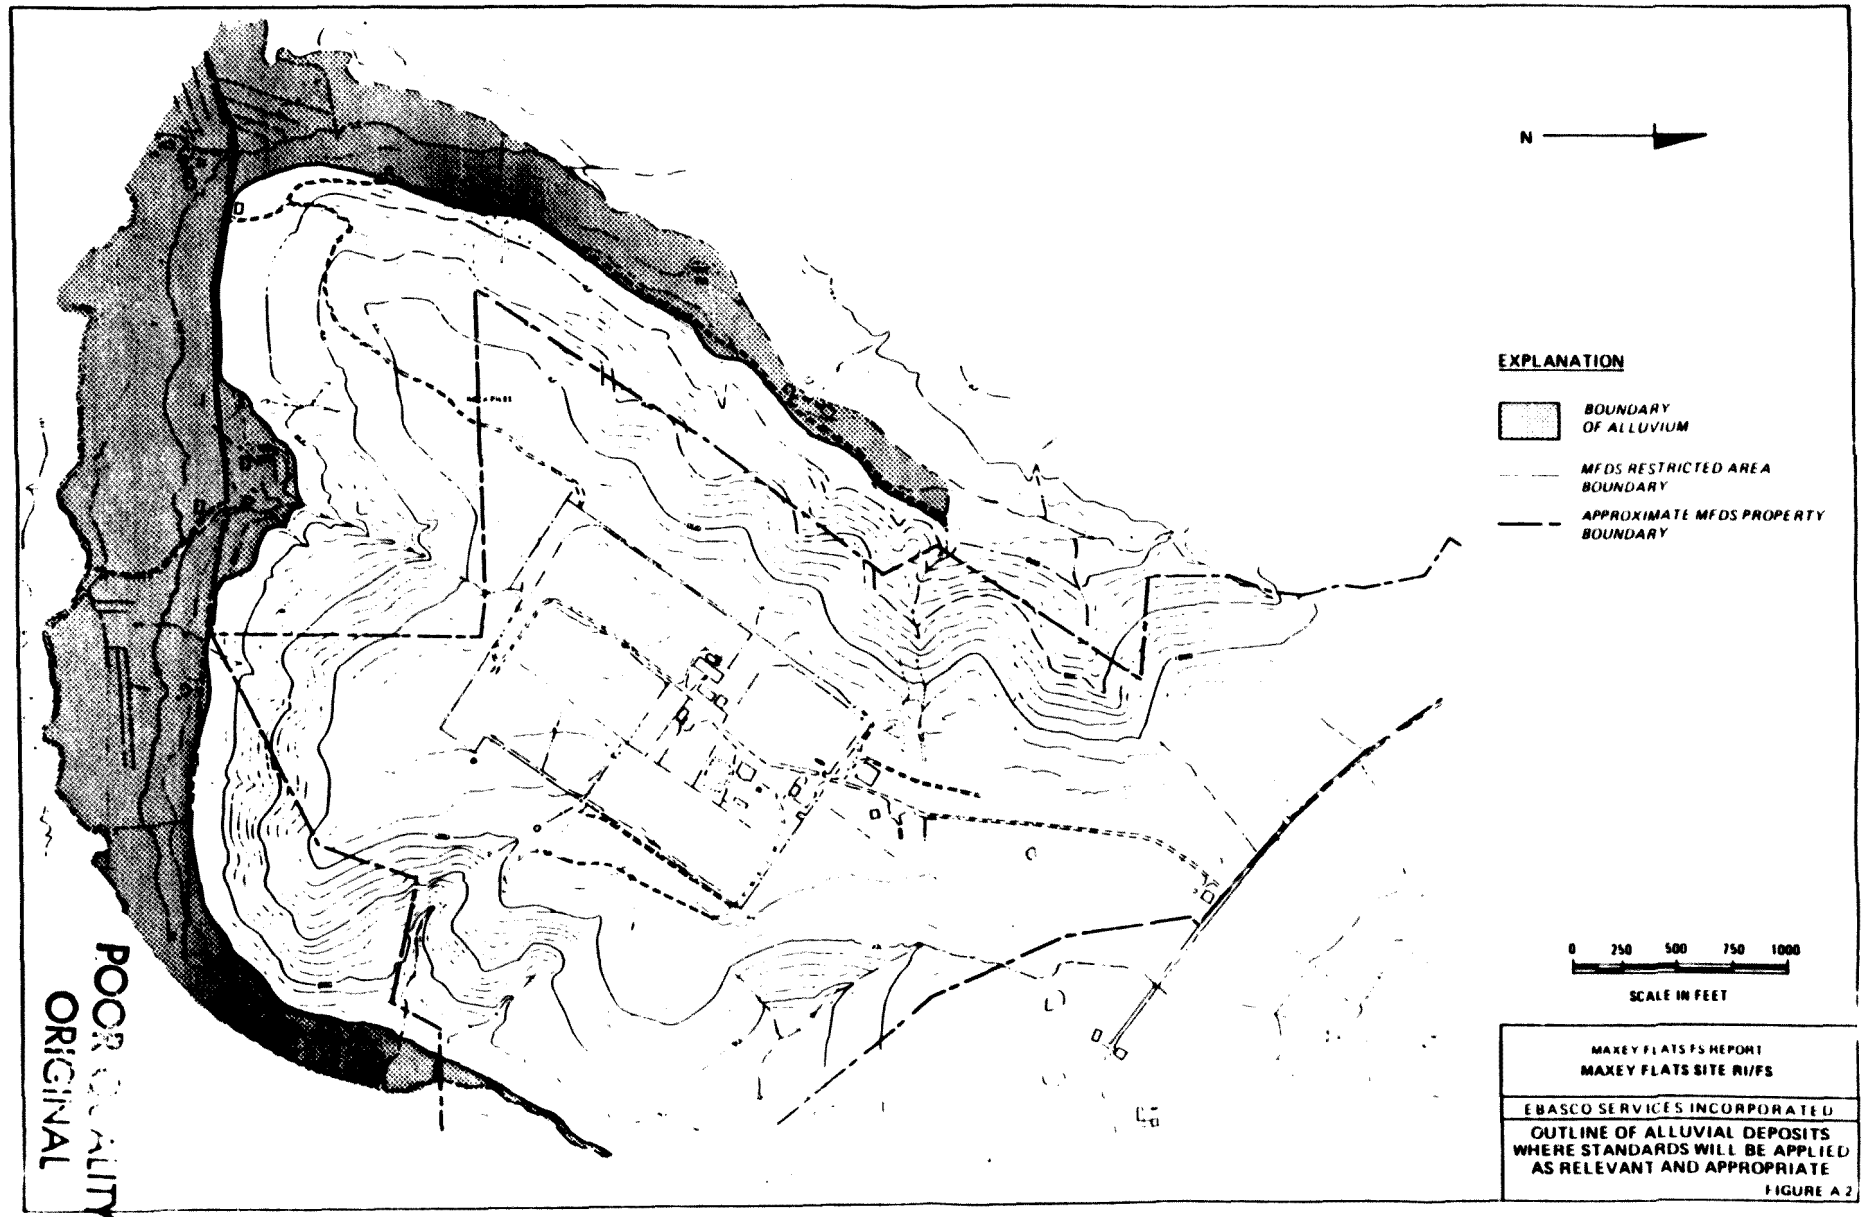 N
EXPLANATION
BOUNDARY
OF ALLUVIUM
MFDS RESTRICTED AREA
BOUNDARY
APPROXIMATE MFDS PROPERTY
BOUNDARY
0 250 500 750 1000
SCALE IN FEET
MAXEY FLATS FS REPORT
MAXEY FLATS SITE RI/FS
EBASCO SERVICES INCORPORATED
OUTLINE OF ALLUVIAL DEPOSITS
WHERE STANDARDS WILL BE APPLIED
AS RELEVANT AND APPROPRIATE
FIGURE A 2
POOR QUALITY
ORIGINAL